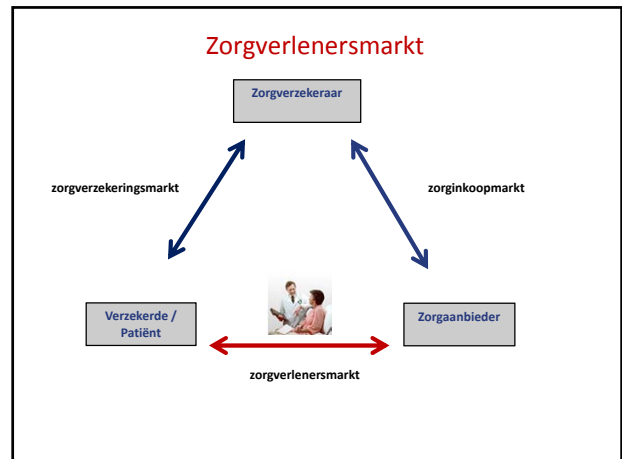 Zorgverlenersmarkt
Zorgverzekeraar
zorgverzekeringsmarkt
zorginkoopmarkt
Verzekerde /
Patiënt
Zorgaanbieder
zorgverlenersmarkt